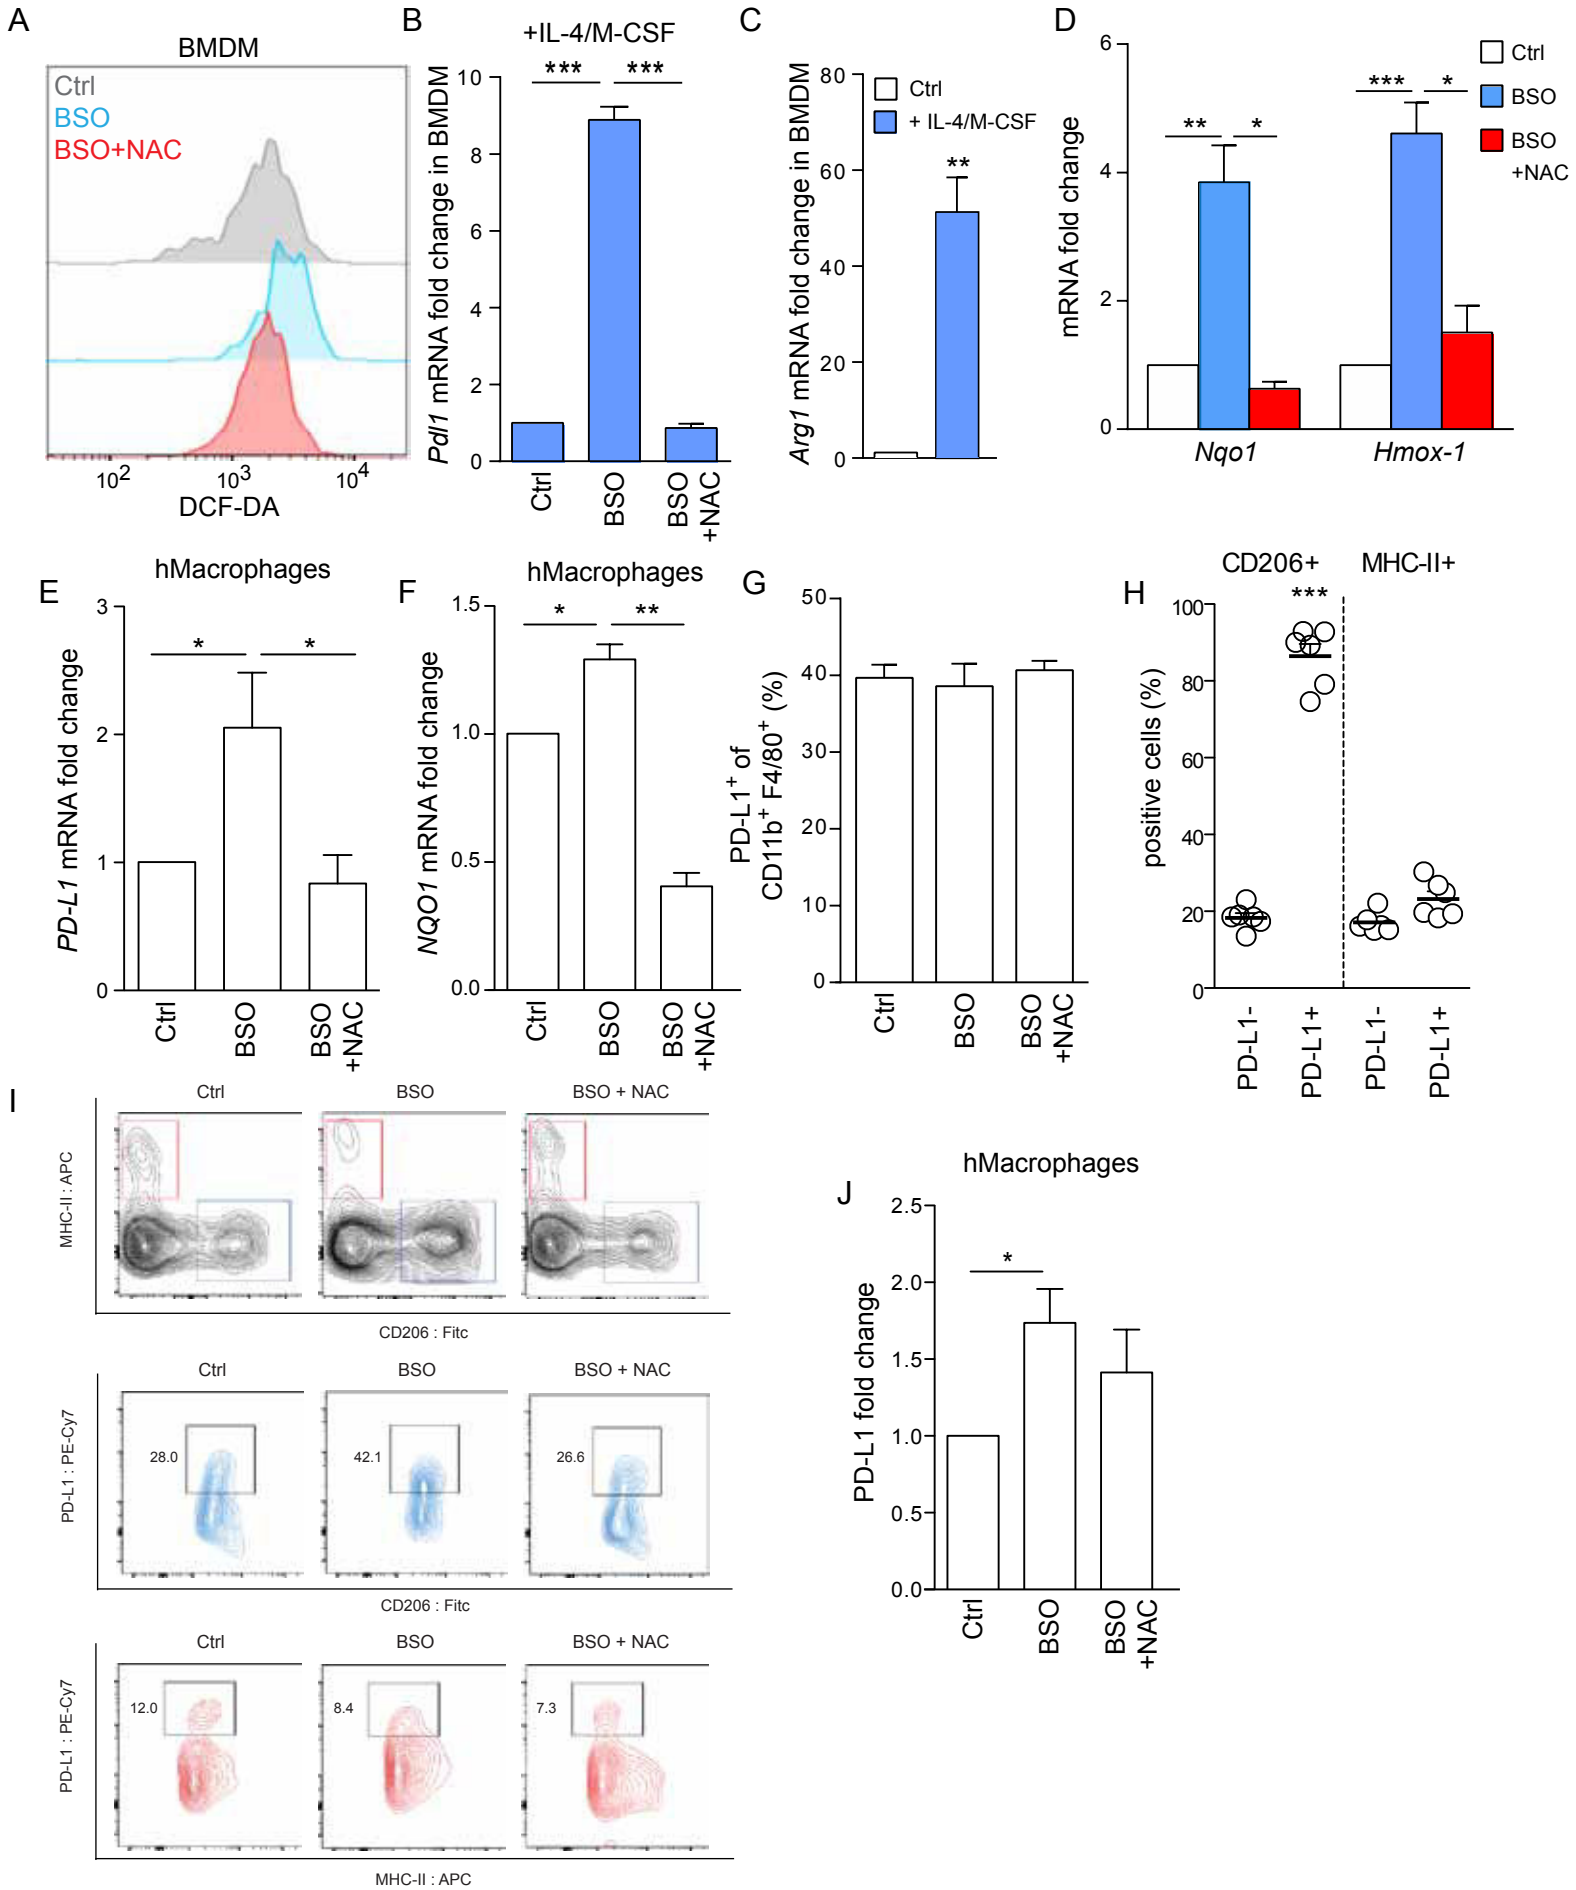 A
BMDM
Ctrl
BSO
BSO+NAC
10²
10³
10⁴
DCF-DA
B
+IL-4/M-CSF
***
***
Pdl1 mRNA fold change in BMDM
10
8
6
4
2
0
Ctrl
BSO
BSO
+NAC
C
Arg1 mRNA fold change in BMDM
80
60
40
20
0
Ctrl
+ IL-4/M-CSF
**
D
mRNA fold change
6
4
2
0
**
*
***
*
Nqo1
Hmox-1
Ctrl
BSO
BSO
+NAC
E
hMacrophages
PD-L1 mRNA fold change
3
2
1
0
*
*
Ctrl
BSO
BSO
+NAC
F
hMacrophages
NQO1 mRNA fold change
1.5
1.0
0.5
0.0
*
**
Ctrl
BSO
BSO
+NAC
G
PD-L1⁺ of
CD11b⁺ F4/80⁺ (%)
50
40
30
20
10
0
Ctrl
BSO
BSO
+NAC
H
CD206+
MHC-II+
***
positive cells (%)
100
80
60
40
20
0
PD-L1-
PD-L1+
PD-L1-
PD-L1+
I
Ctrl
BSO
BSO + NAC
MHC-II : APC
CD206 : Fitc
Ctrl
BSO
BSO + NAC
PD-L1 : PE-Cy7
28.0
42.1
26.6
CD206 : Fitc
Ctrl
BSO
BSO + NAC
PD-L1 : PE-Cy7
12.0
8.4
7.3
MHC-II : APC
J
hMacrophages
PD-L1 fold change
2.5
2.0
1.5
1.0
0.5
0.0
*
Ctrl
BSO
BSO
+NAC